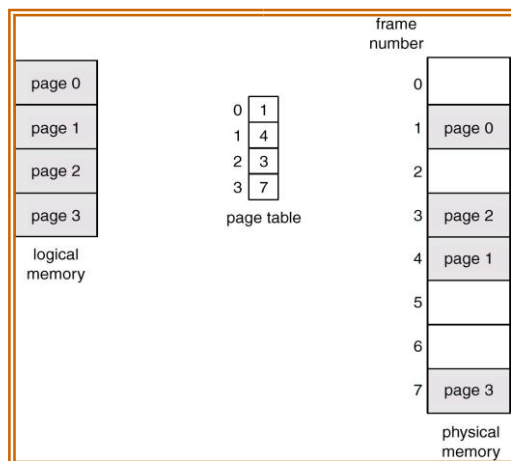 page 0
page 1
page 2
page 3
logical
memory
0 1
1 4
2 3
3 7
page table
frame
number
0
1 page 0
2
3 page 2
4 page 1
5
6
7 page 3
physical
memory